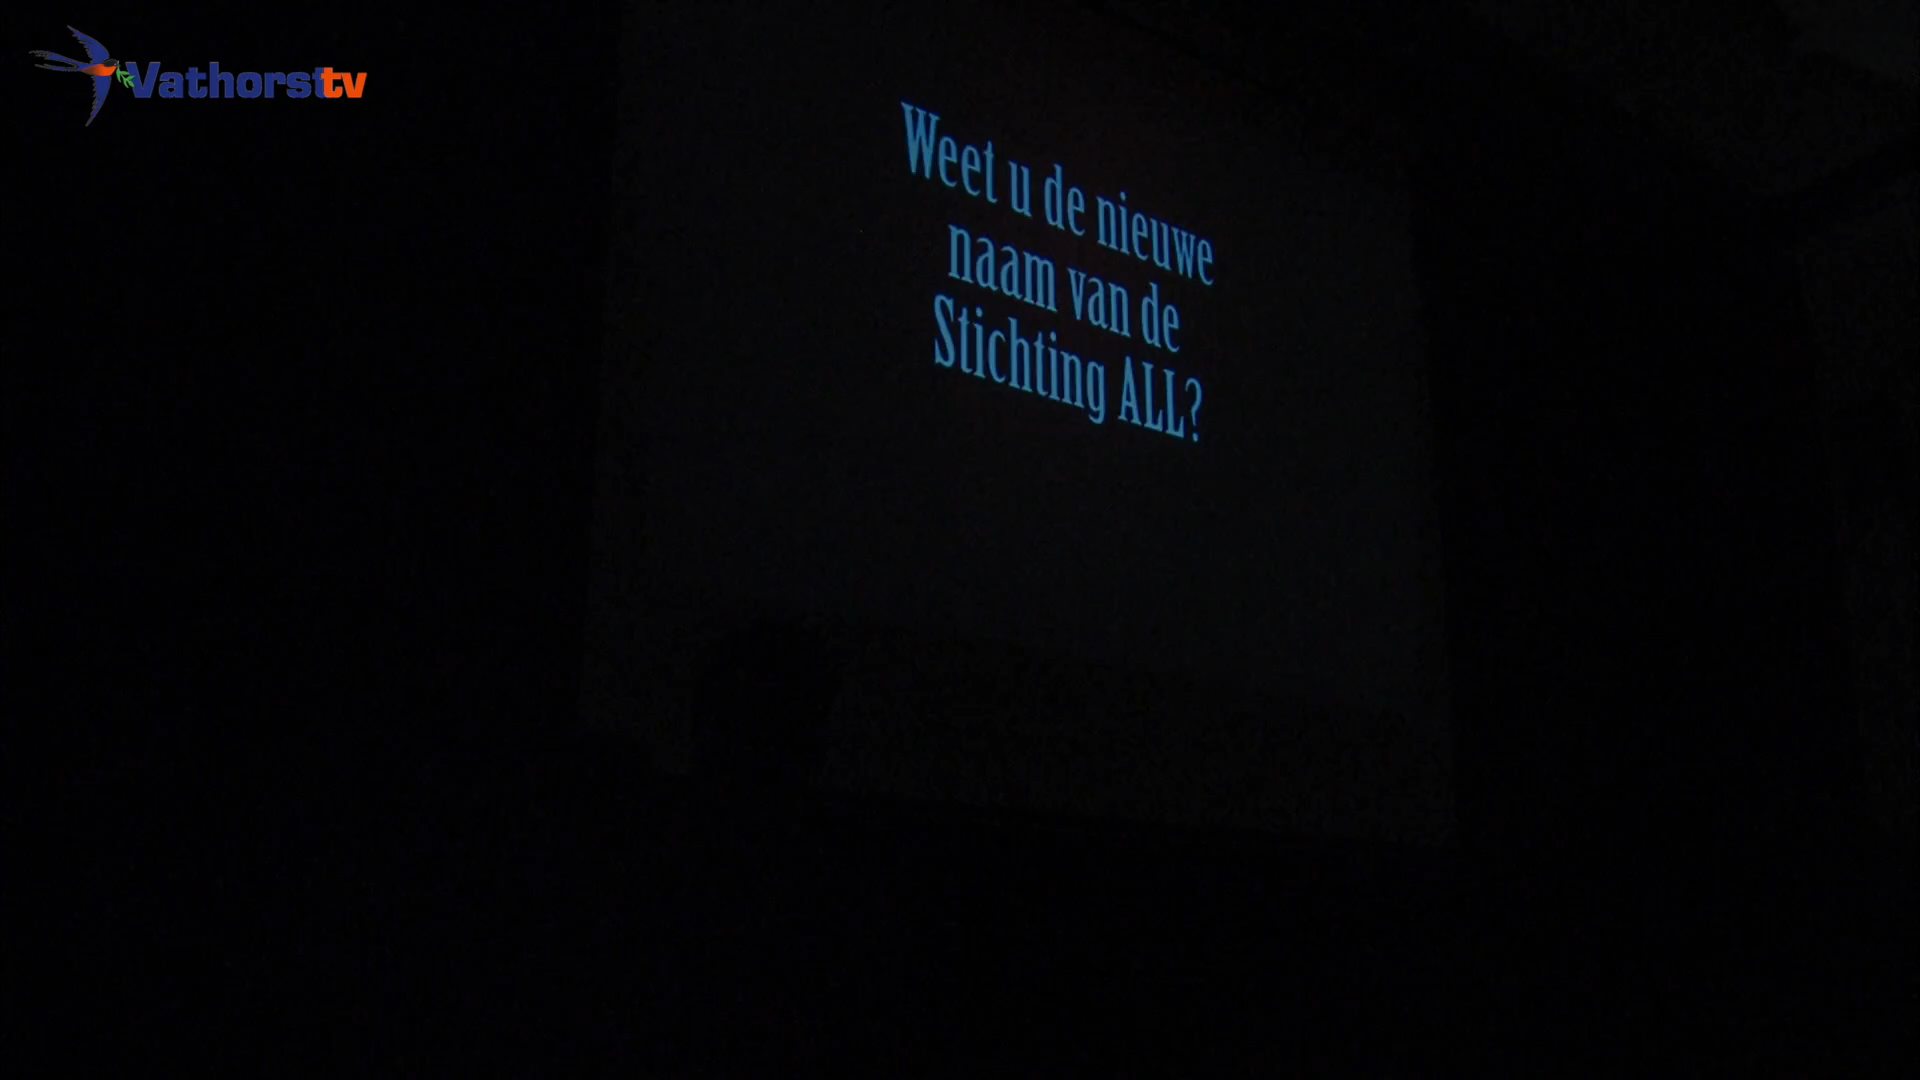 Vathorsttv
Weet u de nieuwe
naam van de
Stichting ALL?